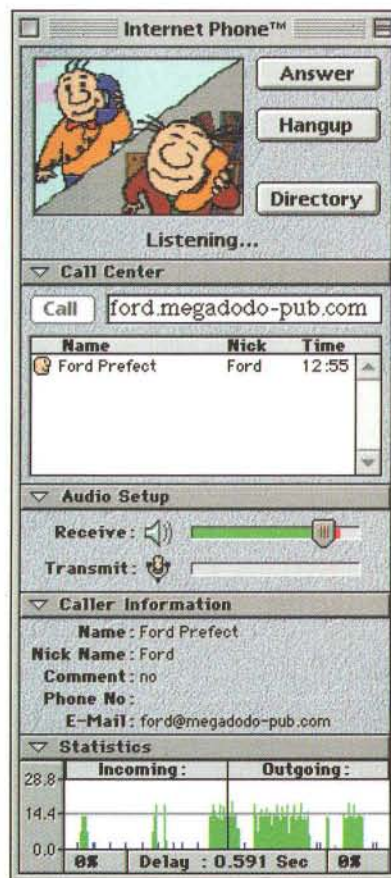 Internet Phone™
Answer
Hangup
Directory
Listening...
Call Center
Call ford.megadodo-pub.com
Name Nick Time
Ford Prefect Ford 12:55
Audio Setup
Receive:
Transmit:
Caller Information
Name: Ford Prefect
Nick Name: Ford
Comment: no
Phone No:
E-Mail: ford@megadodo-pub.com
Statistics
Incoming: Outgoing:
28.8
14.4
0.0
0% Delay : 0.591 Sec 0%